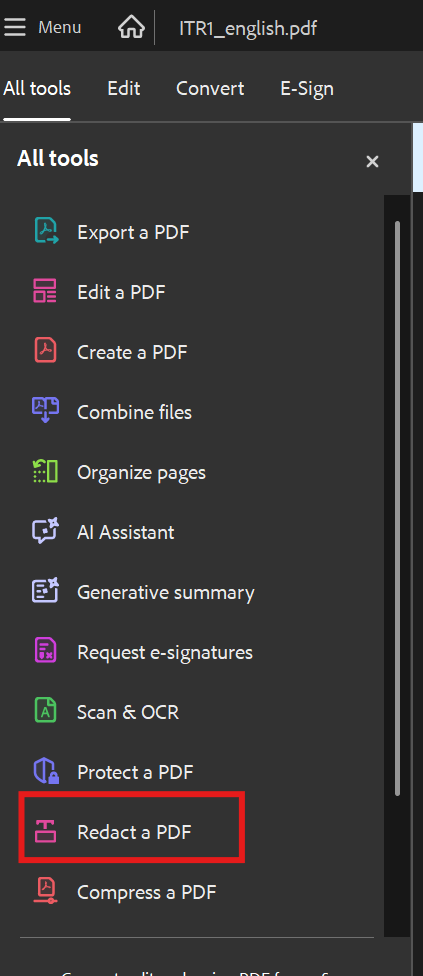 Menu
ITR1_english.pdf
All tools
Edit
Convert
E-Sign
All tools
Export a PDF
Edit a PDF
Create a PDF
Combine files
Organize pages
AI Assistant
Generative summary
Request e-signatures
Scan & OCR
Protect a PDF
Redact a PDF
Compress a PDF